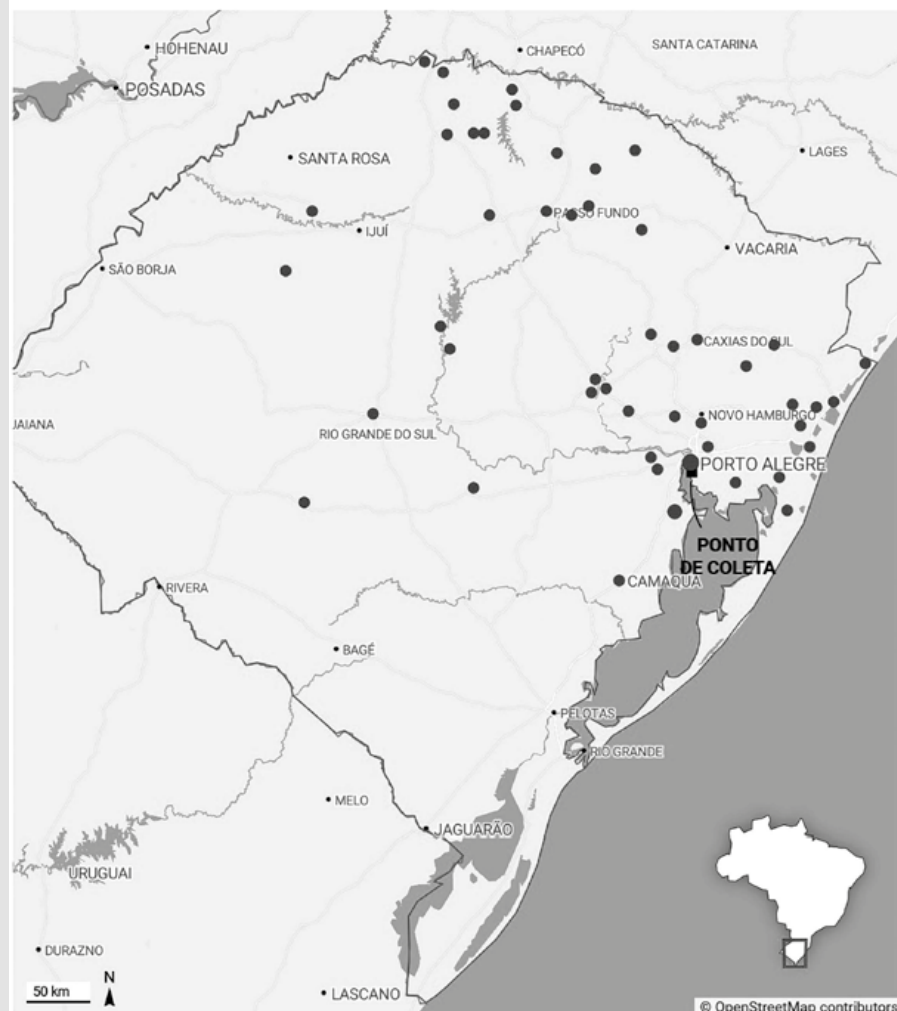 HOHENAU
CHAPECÓ
SANTA CATARINA
POSADAS
SANTA ROSA
LAGES
PASSO FUNDO
IJUÍ
VACARIA
SÃO BORJA
CAXIAS DO SUL
NOVO HAMBURGO
JAIANA
RIO GRANDE DO SUL
PORTO ALEGRE
PONTO
DE COLETA
CAMAQUÃ
RIVERA
BAGÉ
PELOTAS
RIO GRANDE
MELO
JAGUARÃO
URUGUAI
DURAZNO
LASCANO
50 km
N
© OpenStreetMap contributors